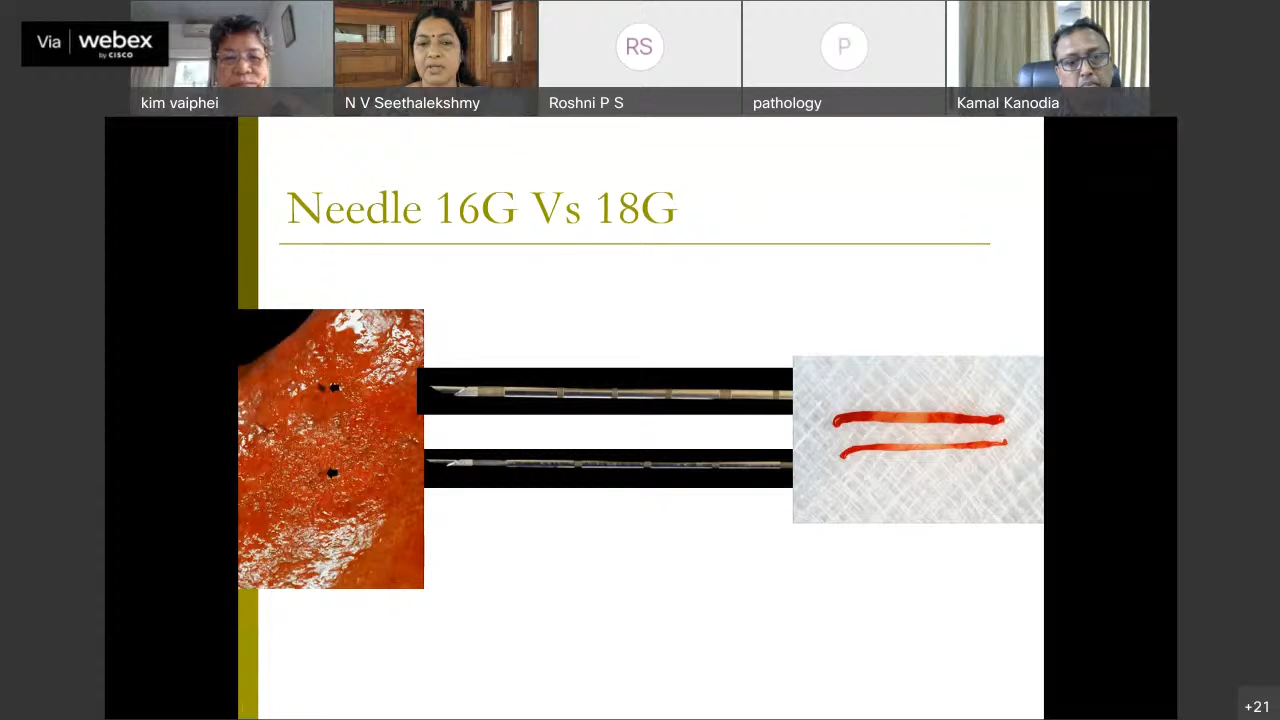 Via webex
by CISCO
kim vaiphei
N V Seethalekshmy
RS
Roshni P S
P
pathology
Kamal Kanodia
Needle 16G Vs 18G
+21